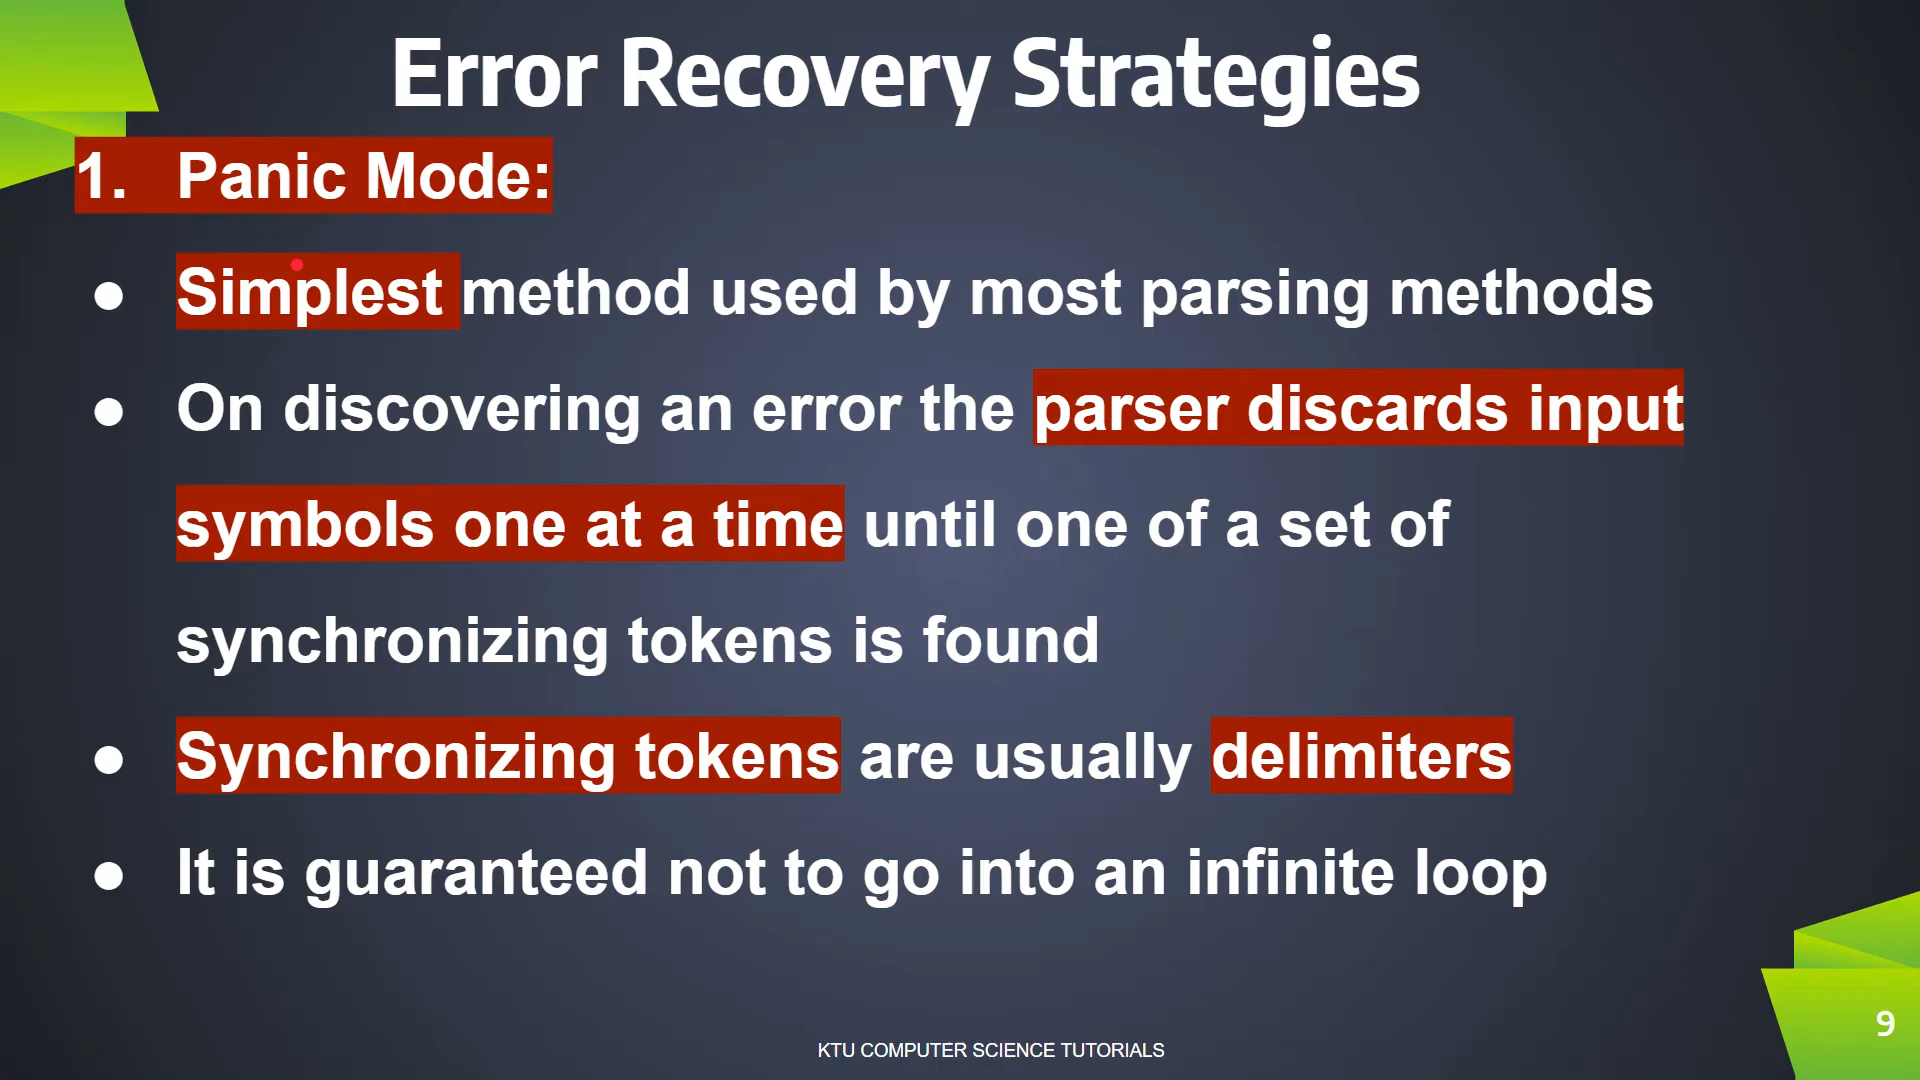 Error Recovery Strategies
1. Panic Mode:
● Simplest method used by most parsing methods
● On discovering an error the parser discards input
symbols one at a time until one of a set of
synchronizing tokens is found
● Synchronizing tokens are usually delimiters
● It is guaranteed not to go into an infinite loop
9
KTU COMPUTER SCIENCE TUTORIALS